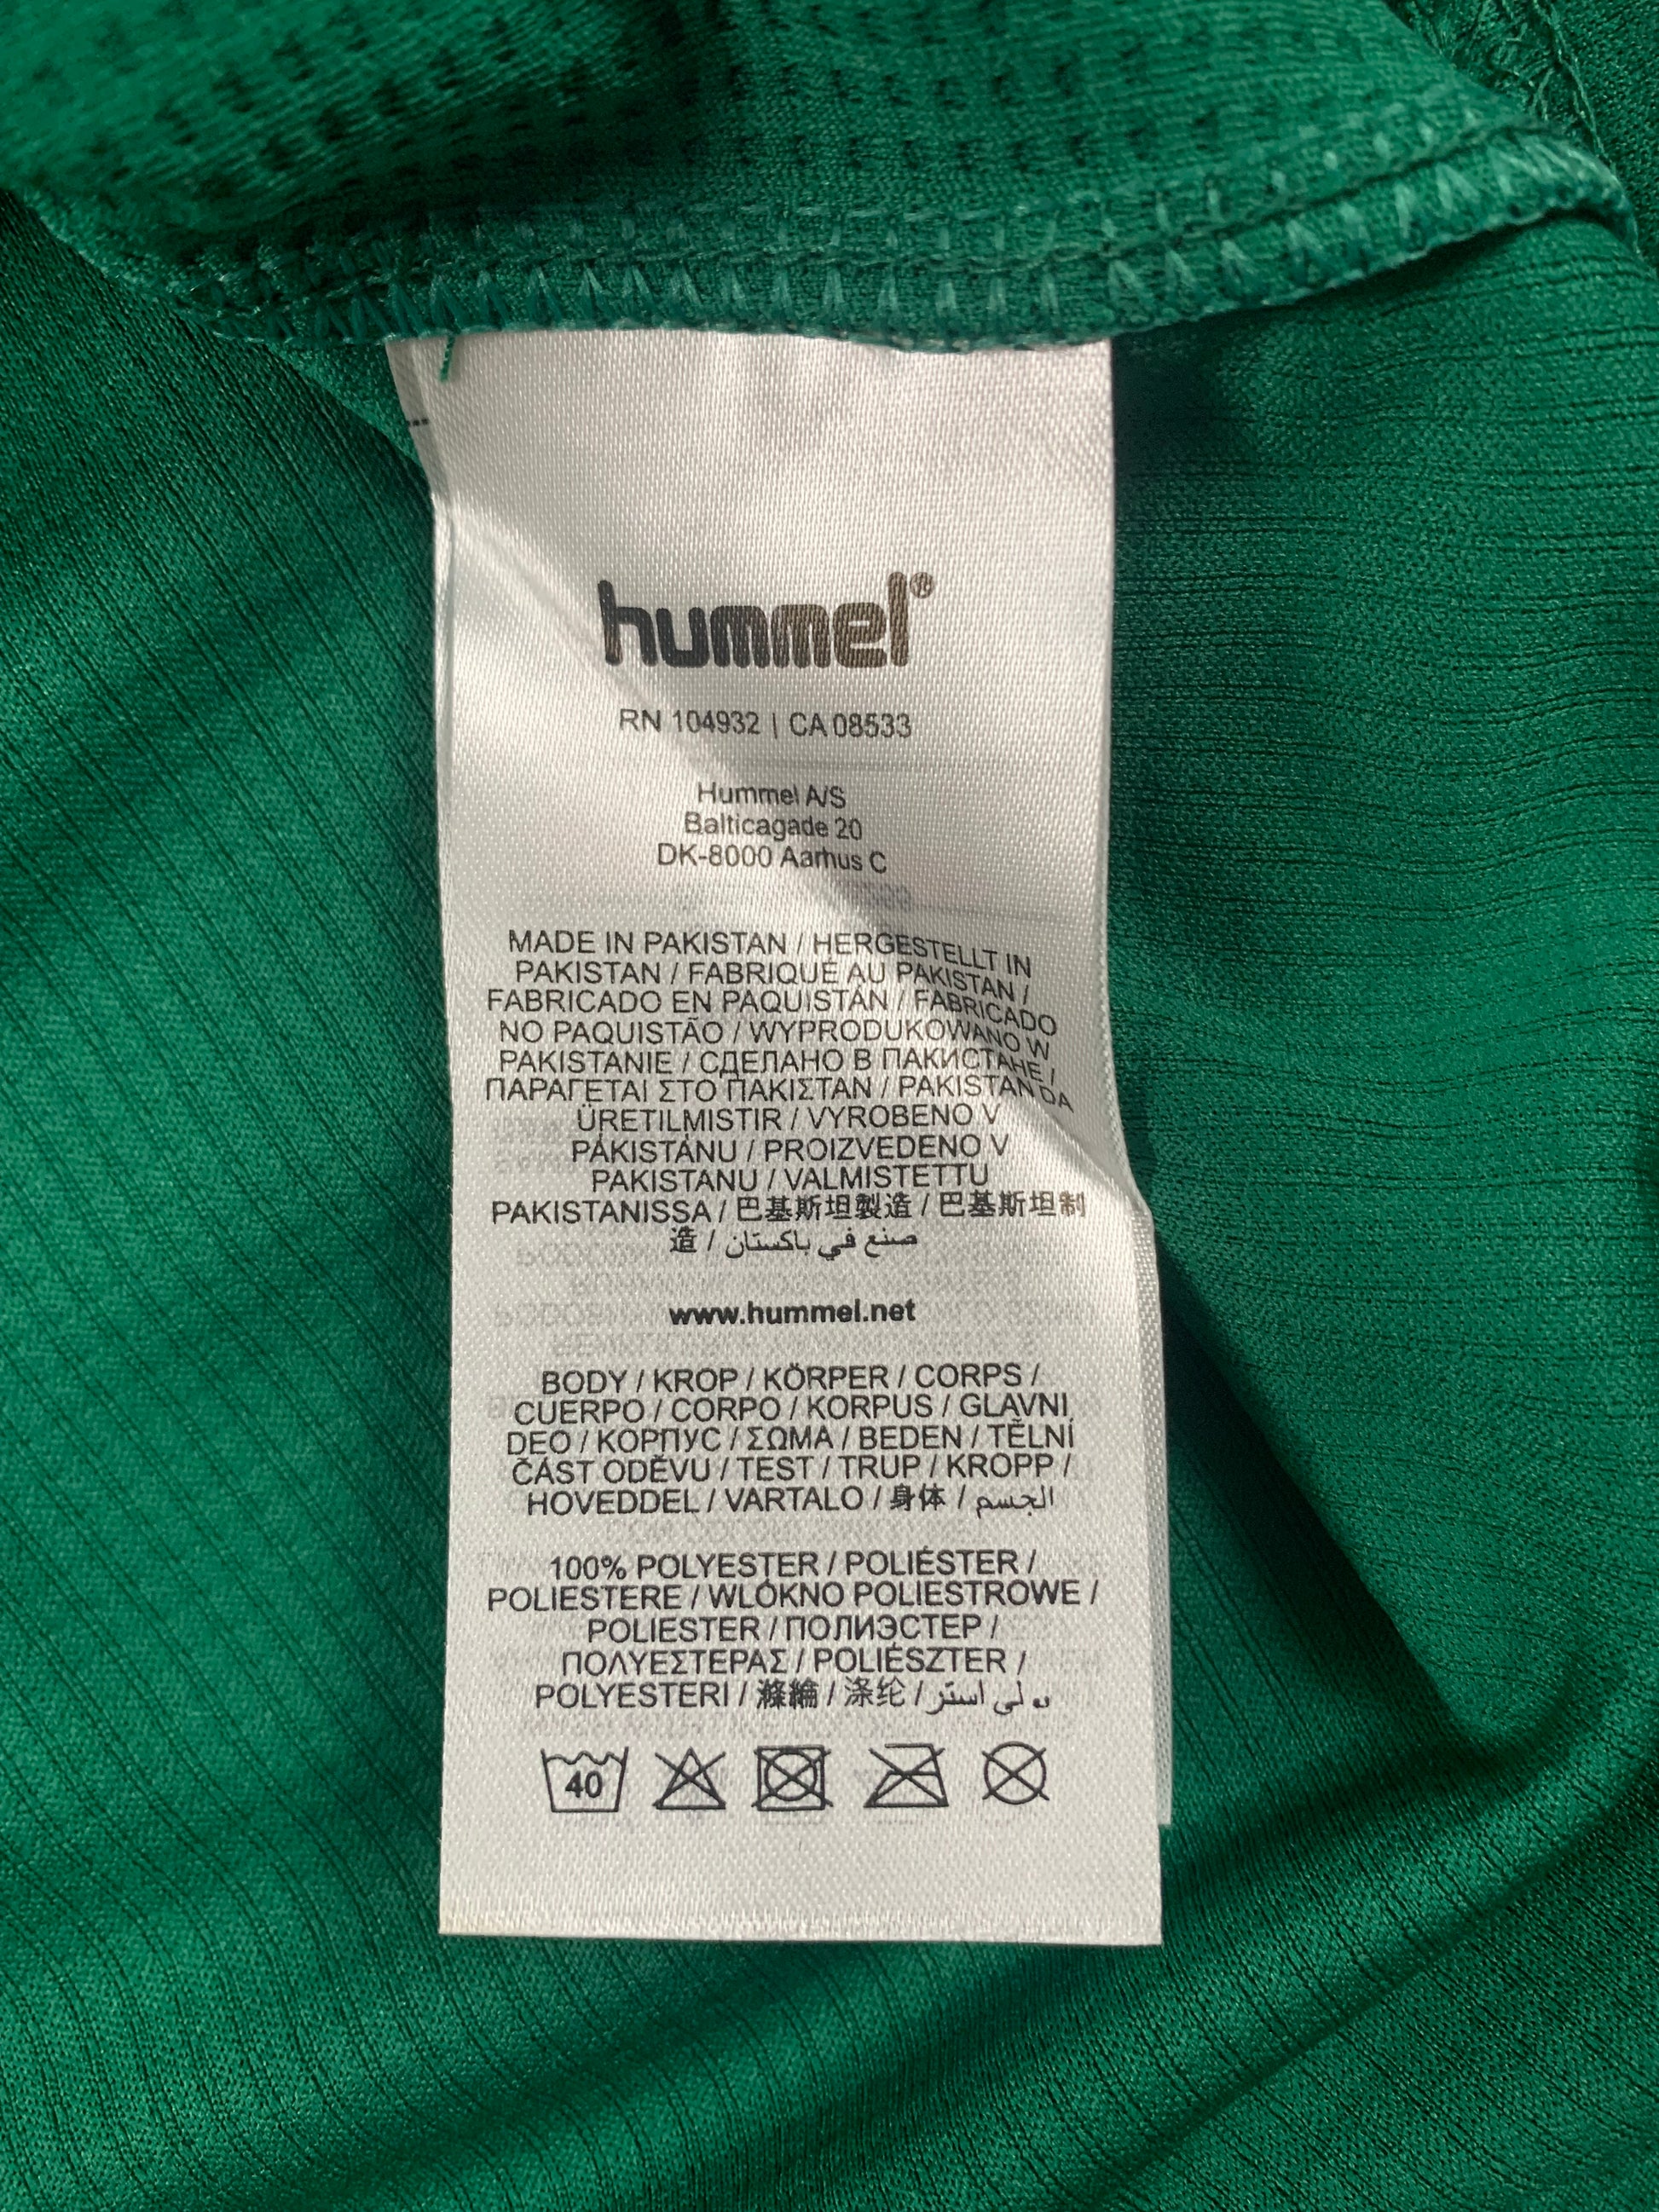 hummel®
RN 104932 | CA 08533
Hummel A/S
Balticagade 20
DK-8000 Aarhus C
MADE IN PAKISTAN / HERGESTELLT IN
PAKISTAN / FABRIQUÉ AU PAKISTAN /
FABRICADO EN PAQUISTÁN / FABRICADO
NO PAQUISTÃO / WYPRODUKOWANO W
PAKISTANIE / СДЕЛАНО В ПАКИСТАНЕ /
ΠΑΡΑΓΕΤΑΙ ΣΤΟ ΠΑΚΙΣΤΑΝ / PAKISTAN DA
ÜRETILMISTIR / VYROBENO V
PÁKISTÁNU / PROIZVEDENO V
PAKISTANU / VALMISTETTU
PAKISTANISSA / 巴基斯坦製造 / 巴基斯坦制
造 / صنع في باكستان
www.hummel.net
BODY / KROP / KÖRPER / CORPS /
CUERPO / CORPO / KORPUS / GLAVNI
DEO / КОРПУС / ΣΩΜΑ / BEDEN / TĚLNÍ
ČÁST ODĚVU / TEST / TRUP / KROPP /
HOVEDDEL / VARTALO / 身体 / الجسم
100% POLYESTER / POLIÉSTER /
POLIESTERE / WLÓKNO POLIESTROWE /
POLIESTER / ПОЛИЭСТЕР /
ΠΟΛΥΕΣΤΕΡΑΣ / POLIÉSZTER /
POLYESTERI / 滌綸 / 涤纶 / بولي استر
40